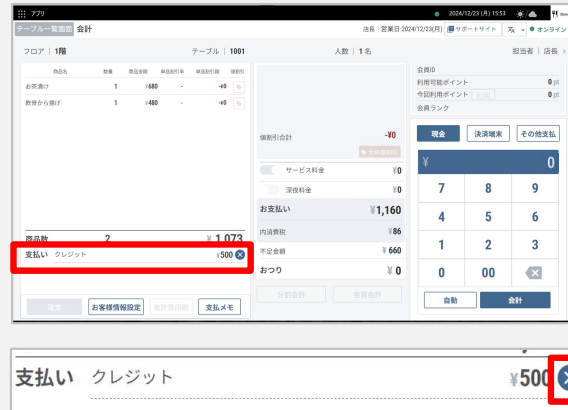 アプリ 2024/12/23 (月) 15:53
テーブル一覧画面 会計 店長 営業日:2024/12/23(月) サポートサイト オンライン
フロア 1階 テーブル 1001 人数 1 名 担当者 店長
商品名 数量 商品金額 単品割引率 単品割引額 値割引
お茶漬け 1 ¥680 - -¥0
軟骨から揚げ 1 ¥480 - -¥0
商品数 2 ¥ 1,073
支払い クレジット ¥500
注文 お客様情報設定 会計票印刷 支払メモ
値割引合計 -¥0
全体値割引
サービス料金 ¥0
深夜料金 ¥0
お支払い ¥1,160
内消費税 ¥86
不足金額 ¥ 660
おつり ¥ 0
分割会計 会算会計
会員ID
利用可能ポイント 0 pt
今回利用ポイント 利用 0 pt
会員ランク
現金 決済端末 その他支払
¥ 0
7 8 9
4 5 6
1 2 3
0 00
自動 会計
支払い クレジット ¥500